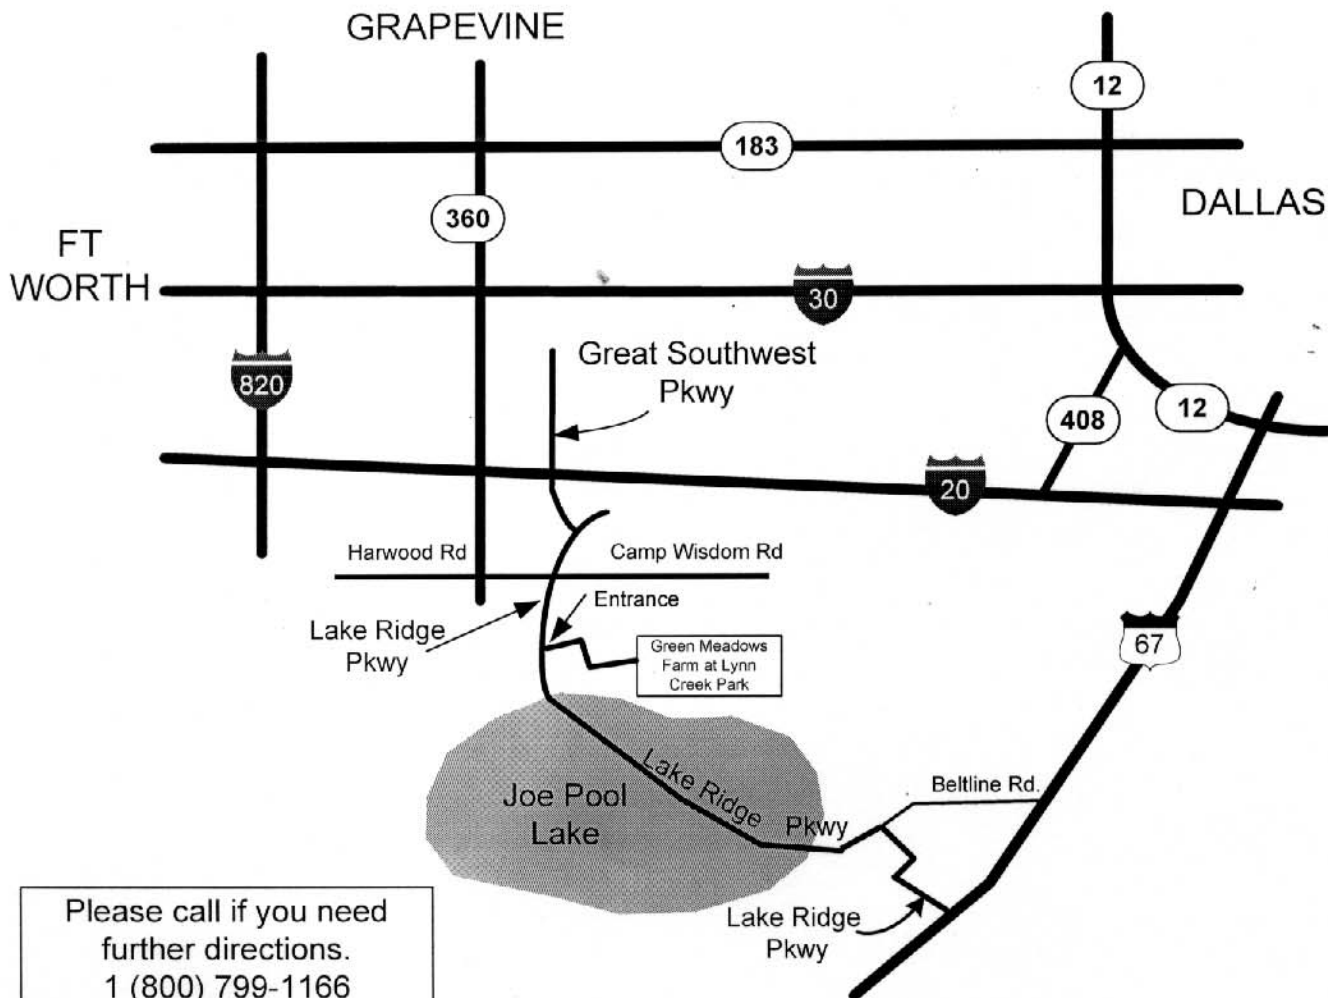 GRAPEVINE
12
183
DALLAS
360
FT
WORTH
30
Great Southwest
Pkwy
820
12
408
20
Harwood Rd
Camp Wisdom Rd
Entrance
Lake Ridge
Pkwy
Green Meadows
Farm at Lynn
Creek Park
67
Lake Ridge
Pkwy
Beltline Rd.
Joe Pool
Lake
Lake Ridge
Pkwy
Please call if you need
further directions.
1 (800) 799-1166